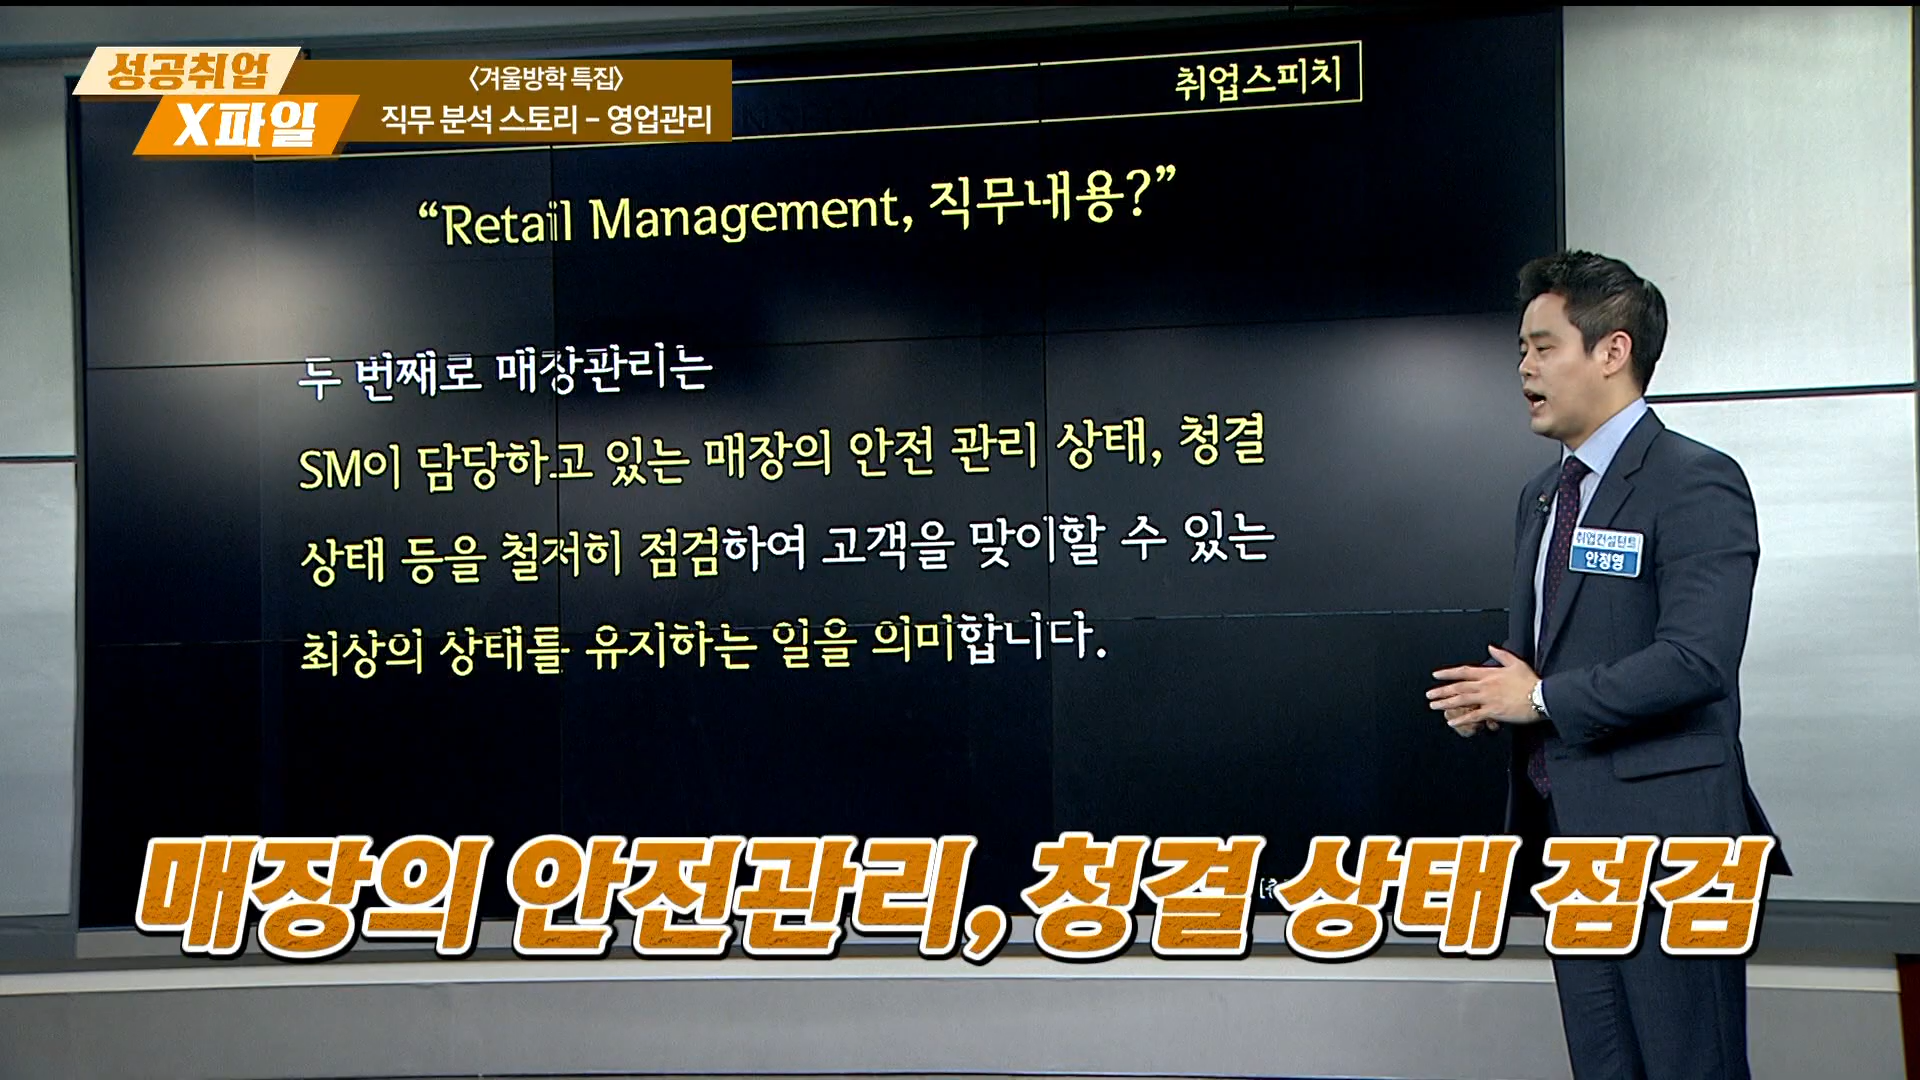 성공취업
X파일
<겨울방학 특집>
직무 분석 스토리 - 영업관리
취업스피치
“Retail Management, 직무내용?”
두 번째로 매장관리는
SM이 담당하고 있는 매장의 안전 관리 상태, 청결
상태 등을 철저히 점검하여 고객을 맞이할 수 있는
최상의 상태를 유지하는 일을 의미합니다.
취업컨설턴트
안정영
매장의 안전관리, 청결 상태 점검